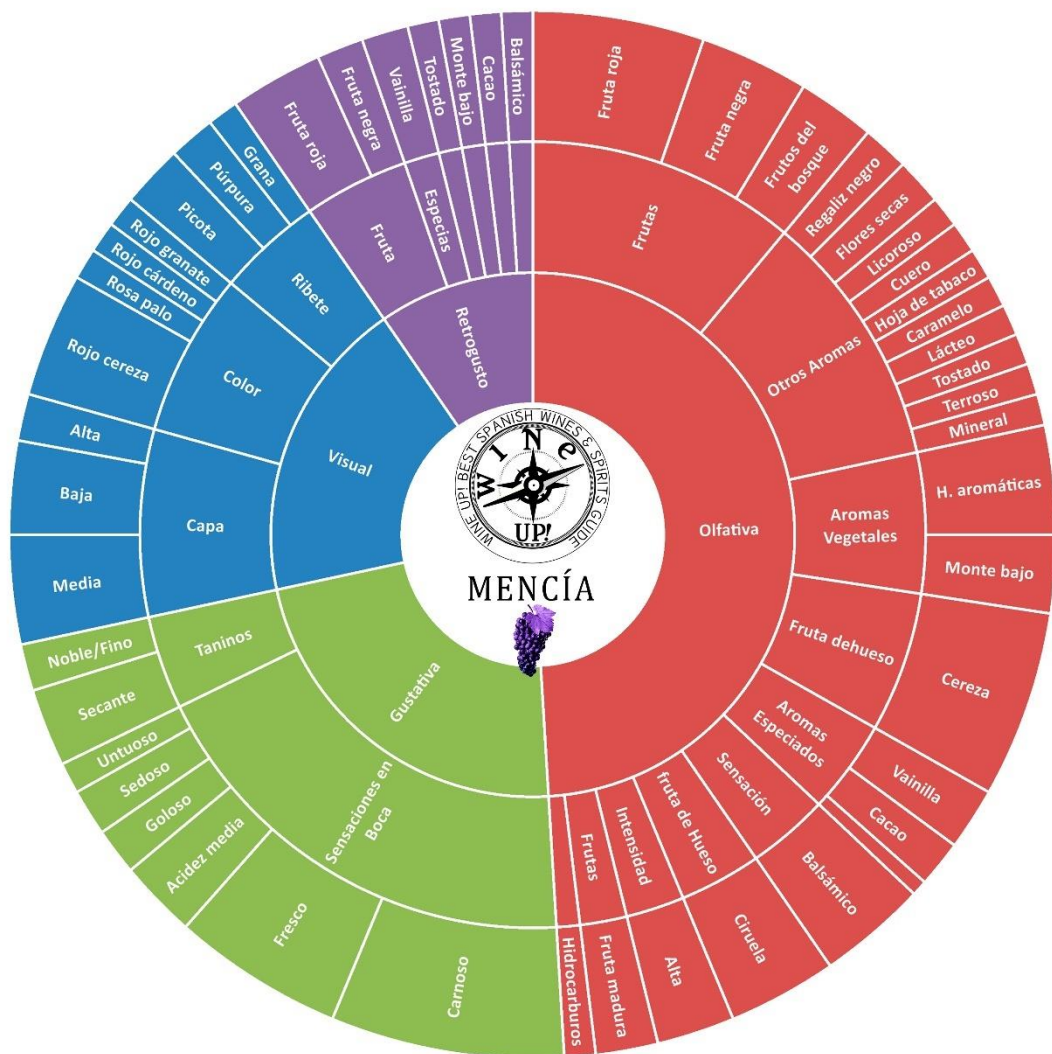 WINE UP! BEST SPANISH WINES & SPIRITS GUIDE
WINe
UP!
MENCÍA
Olfativa
Frutas
Fruta roja
Fruta negra
Frutos del
bosque
Otros Aromas
Regaliz negro
Flores secas
Licoroso
Cuero
Hoja de tabaco
Caramelo
Lácteo
Tostado
Terroso
Mineral
Aromas
Vegetales
H. aromáticas
Monte bajo
Fruta dehueso
Cereza
Aromas
Especiados
Vainilla
Cacao
Sensación
Balsámico
fruta de Hueso
Ciruela
Intensidad
Alta
Frutas
Fruta madura
Hidrocarburos
Gustativa
Sensaciones en
Boca
Carnoso
Fresco
Acidez media
Goloso
Sedoso
Untuoso
Taninos
Secante
Noble/Fino
Visual
Capa
Media
Baja
Alta
Color
Rojo cereza
Rosa palo
Rojo cárdeno
Rojo granate
Picota
Ribete
Púrpura
Grana
Retrogusto
Fruta
Fruta roja
Fruta negra
Especias
Vainilla
Tostado
Monte bajo
Cacao
Balsámico